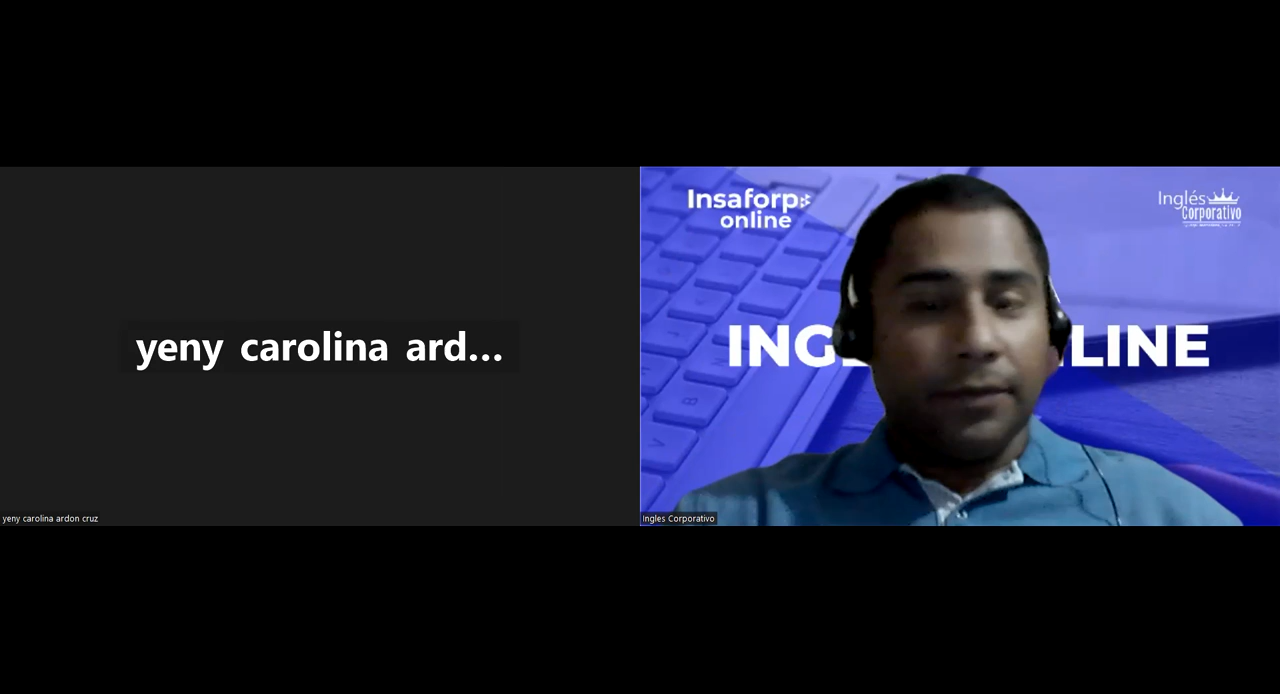 yeny carolina ard...
yeny carolina ardon cruz
Insaforp
online
Inglés
Corporativo
ING
LINE
Ingles Corporativo